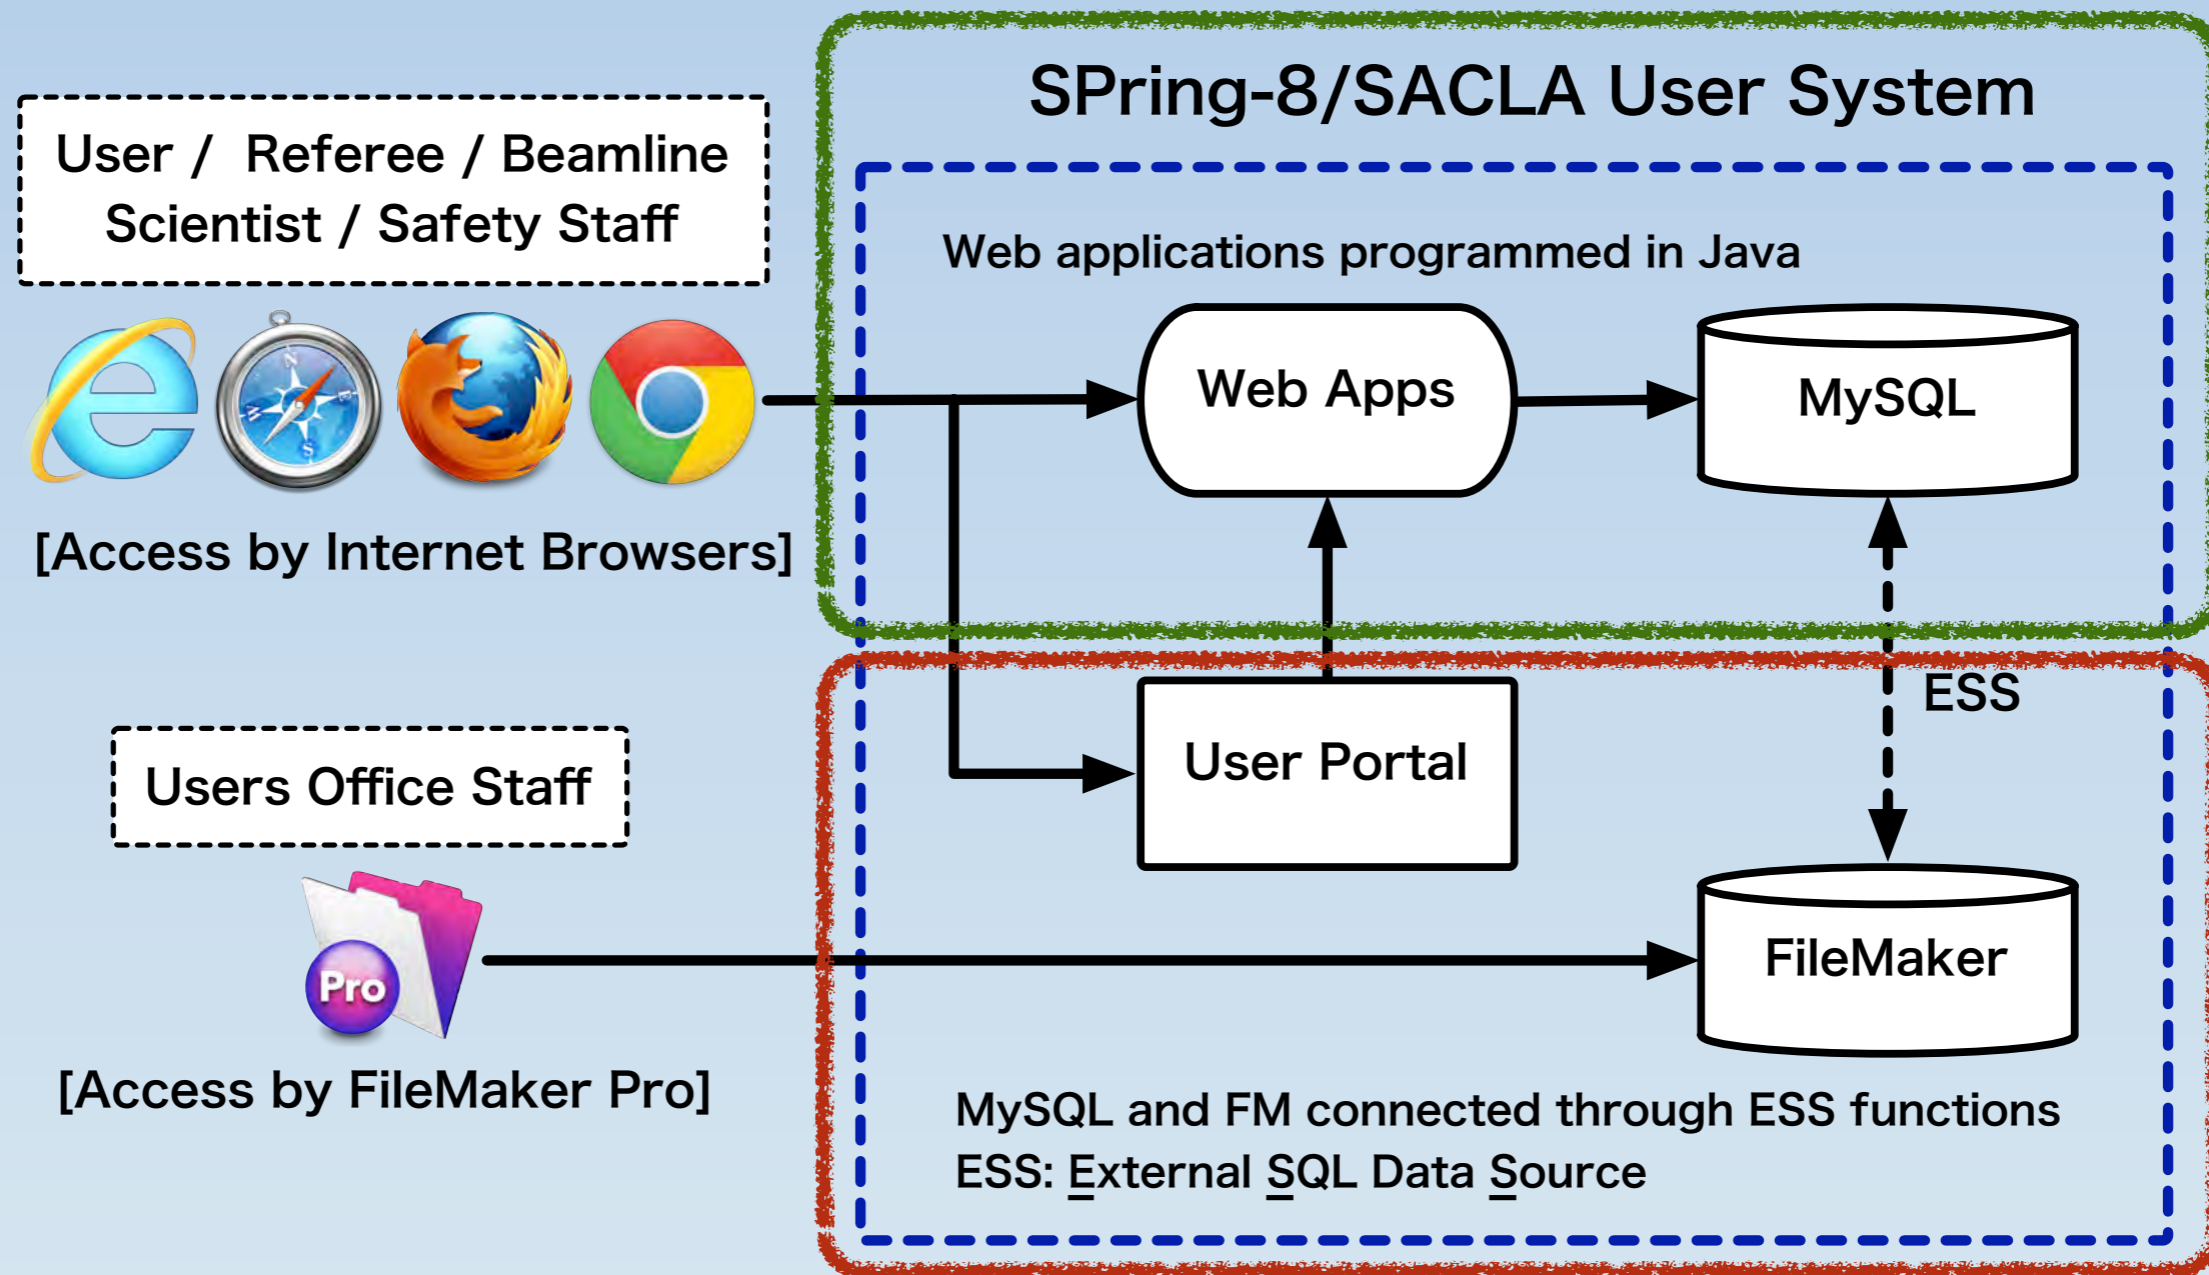 SPring-8/SACLA User System
User / Referee / Beamline
Scientist / Safety Staff
Web applications programmed in Java
Web Apps
MySQL
[Access by Internet Browsers]
ESS
User Portal
Users Office Staff
Pro
FileMaker
[Access by FileMaker Pro]
MySQL and FM connected through ESS functions
ESS: External SQL Data Source